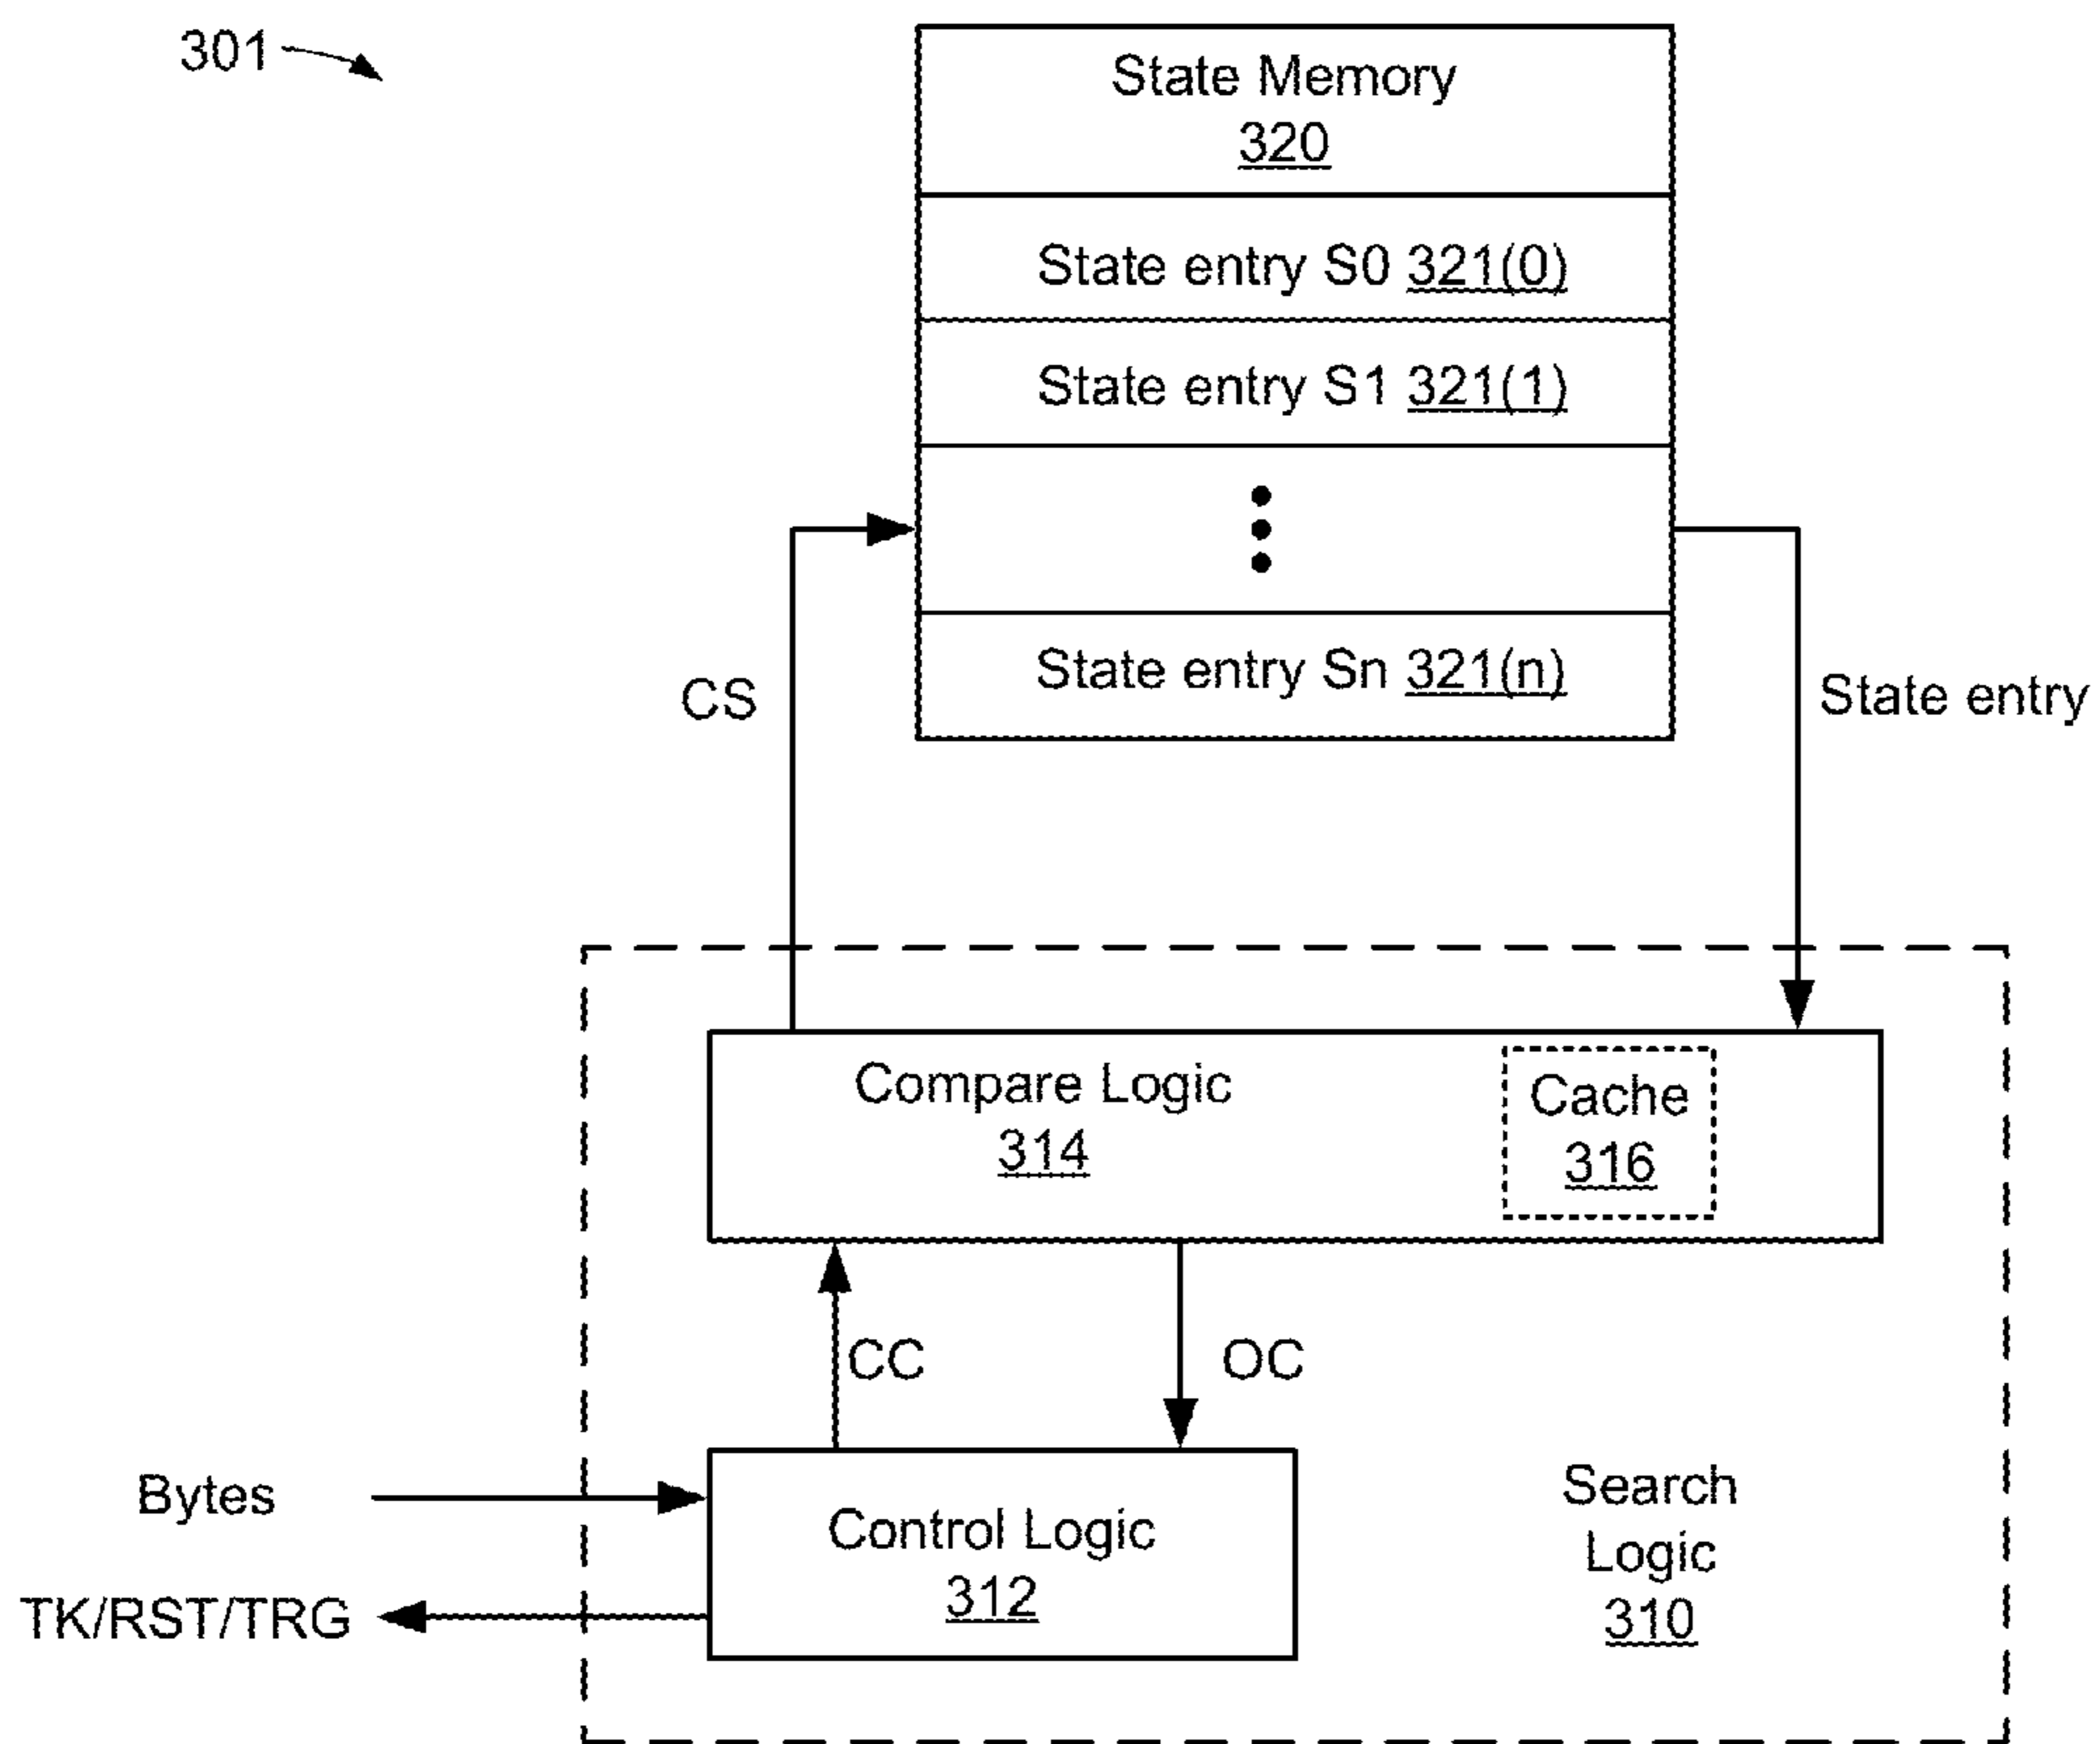 301
State Memory
320
State entry S0 321(0)
State entry S1 321(1)
State entry Sn 321(n)
CS
State entry
Compare Logic
314
Cache
316
CC
OC
Bytes
TK/RST/TRG
Control Logic
312
Search
Logic
310